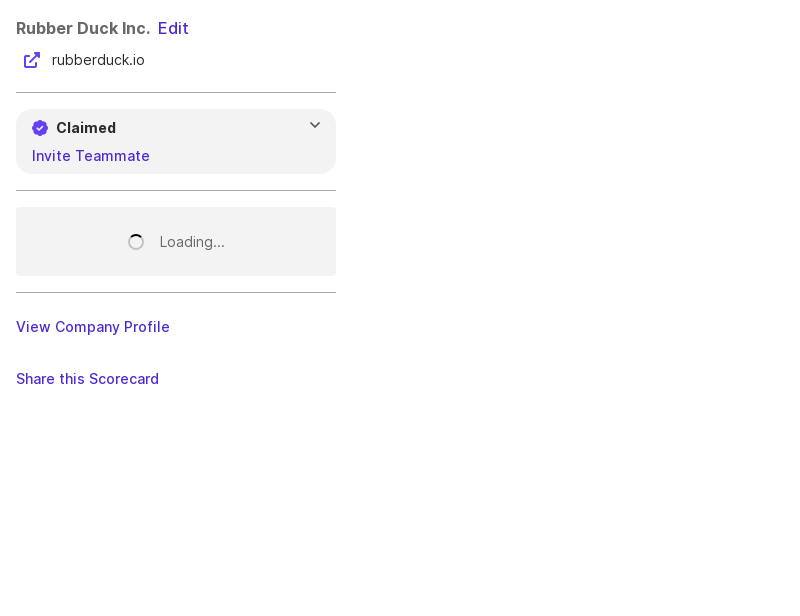 Rubber Duck Inc. Edit
rubberduck.io
Claimed
Invite Teammate
Loading...
View Company Profile
Share this Scorecard